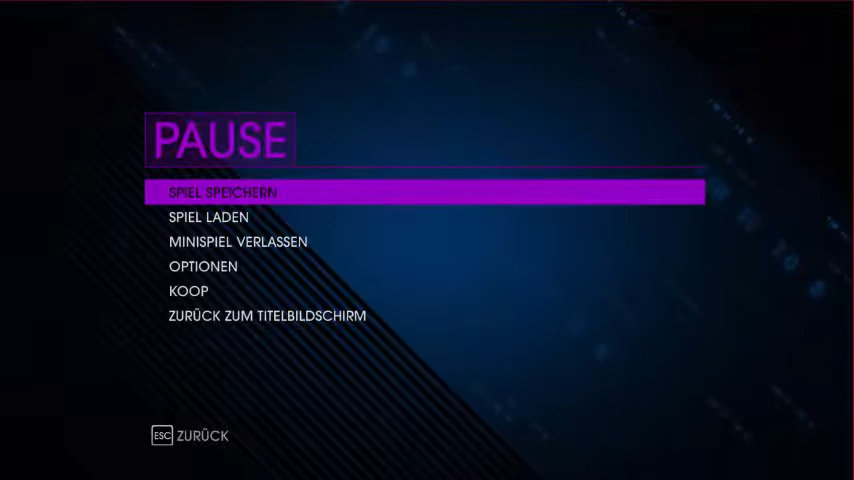 PAUSE
SPIEL SPEICHERN
SPIEL LADEN
MINISPIEL VERLASSEN
OPTIONEN
KOOP
ZURÜCK ZUM TITELBILDSCHIRM
ESC ZURÜCK